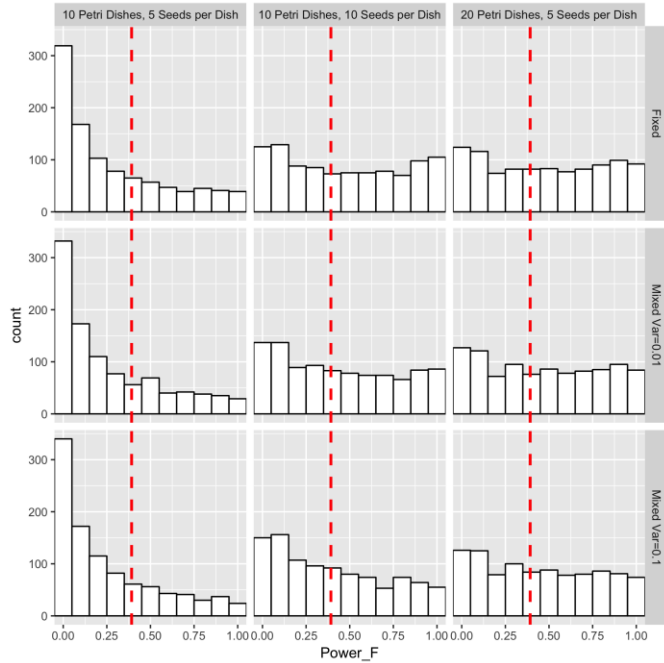 10 Petri Dishes, 5 Seeds per Dish
10 Petri Dishes, 10 Seeds per Dish
20 Petri Dishes, 5 Seeds per Dish
300
200
100
0
Fixed
300
200
100
0
Mixed Var=0.01
count
300
200
100
0
Mixed Var=0.1
0.00 0.25 0.50 0.75 1.00 0.00 0.25 0.50 0.75 1.00 0.00 0.25 0.50 0.75 1.00
Power_F